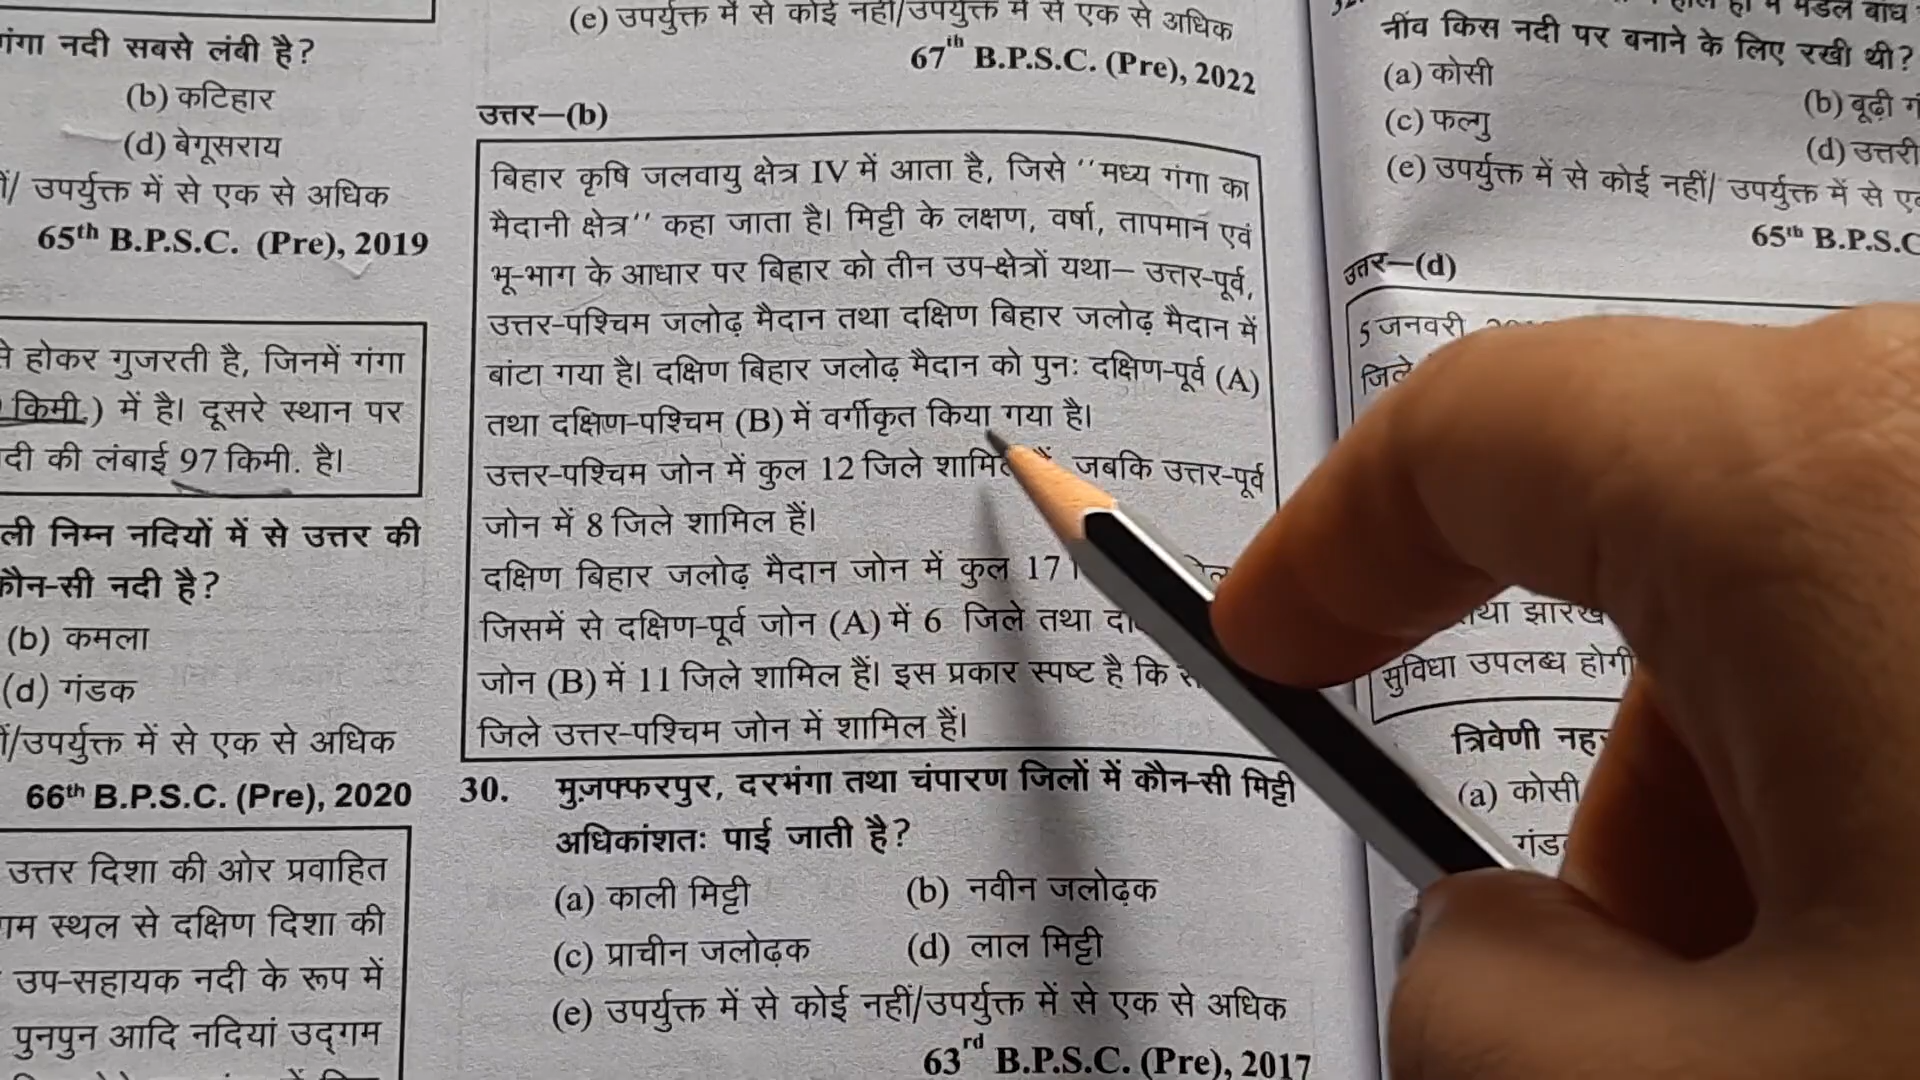 गंगा नदी सबसे लंबी है?
(b) कटिहार
(d) बेगूसराय
/ उपर्युक्त में से एक से अधिक
65th B.P.S.C. (Pre), 2019
से होकर गुजरती है, जिनमें गंगा
किमी.) में है। दूसरे स्थान पर
की लंबाई 97 किमी. है।
निम्न नदियों में से उत्तर की
कौन-सी नदी है?
(b) कमला
(d) गंडक
/उपर्युक्त में से एक से अधिक
66th B.P.S.C. (Pre), 2020
उत्तर दिशा की ओर प्रवाहित
स्थल से दक्षिण दिशा की
उप-सहायक नदी के रूप में
पुनपुन आदि नदियां उद्गम
(e) उपर्युक्त में से कोई नहीं/उपर्युक्त में से एक से अधिक
67th B.P.S.C. (Pre), 2022
उत्तर—(b)
बिहार कृषि जलवायु क्षेत्र IV में आता है, जिसे ''मध्य गंगा का
मैदानी क्षेत्र'' कहा जाता है। मिट्टी के लक्षण, वर्षा, तापमान एवं
भू-भाग के आधार पर बिहार को तीन उप-क्षेत्रों यथा– उत्तर-पूर्व,
उत्तर-पश्चिम जलोढ़ मैदान तथा दक्षिण बिहार जलोढ़ मैदान में
बांटा गया है। दक्षिण बिहार जलोढ़ मैदान को पुनः दक्षिण-पूर्व (A)
तथा दक्षिण-पश्चिम (B) में वर्गीकृत किया गया है।
उत्तर-पश्चिम जोन में कुल 12 जिले जबकि उत्तर-पूर्व
जोन में 8 जिले शामिल हैं।
दक्षिण बिहार जलोढ़ मैदान जोन में कुल 17
जिसमें से दक्षिण-पूर्व जोन (A) में 6 जिले तथा
जोन (B) में 11 जिले शामिल हैं। इस प्रकार स्पष्ट है कि
जिले उत्तर-पश्चिम जोन में शामिल हैं।
30. मुज़फ्फरपुर, दरभंगा तथा चंपारण जिलों में कौन-सी मिट्टी
अधिकांशतः पाई जाती है?
(a) काली मिट्टी (b) नवीन जलोढ़क
(c) प्राचीन जलोढ़क (d) लाल मिट्टी
(e) उपर्युक्त में से कोई नहीं/उपर्युक्त में से एक से अधिक
63rd B.P.S.C. (Pre), 2017
मंडल बांध
नींव किस नदी पर बनाने के लिए रखी थी?
(a) कोसी
(b) बूढ़ी
(c) फल्गु
(d) उत्तरी
(e) उपर्युक्त में से कोई नहीं/ उपर्युक्त में से
65th B.P.S.C
उत्तर—(d)
5 जनवरी
सुविधा उपलब्ध होगी
त्रिवेणी
(a) कोसी